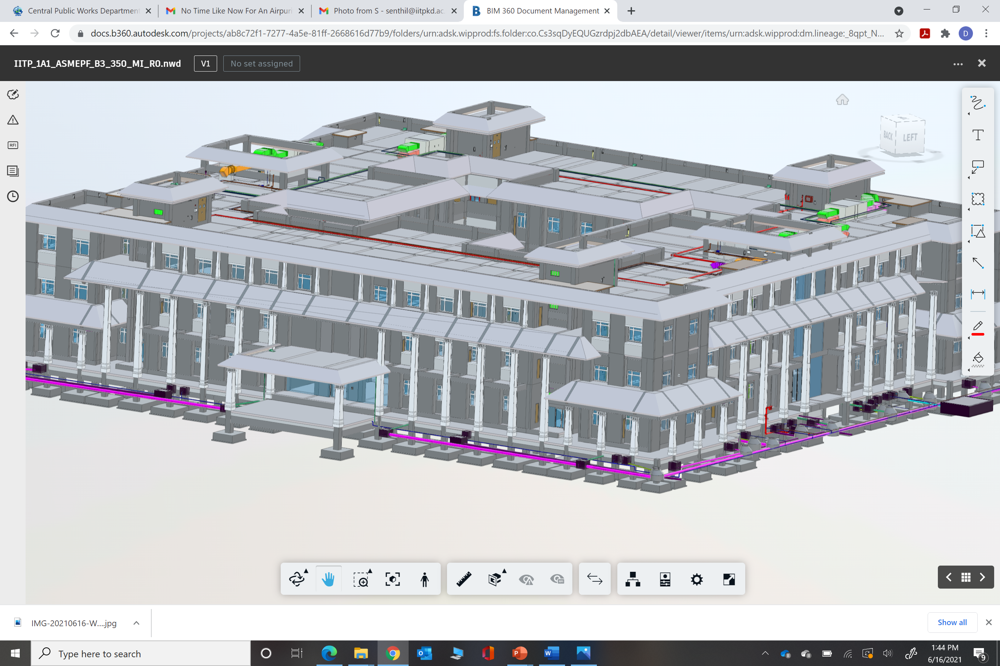 Central Public Works Department
No Time Like Now For An Airpuri
Photo from S - senthil@iitpkd.ac.
BIM 360 Document Management
docs.b360.autodesk.com/projects/ab8c72f1-7277-4a5e-81ff-2668616d77b9/folders/urn:adsk.wipprod:fs.folder:co.Cs3sqDyEQUGzrdpj2dbAEA/detail/viewer/items/urn:adsk.wipprod:dm.lineage:_8qpt_N...
D
IITP_1A1_ASMEPF_B3_350_MI_R0.nwd
V1
No set assigned
RFI
BACK
LEFT
T
RFI
IMG-20210616-W....jpg
Show all
Type here to search
1:44 PM
6/16/2021
9